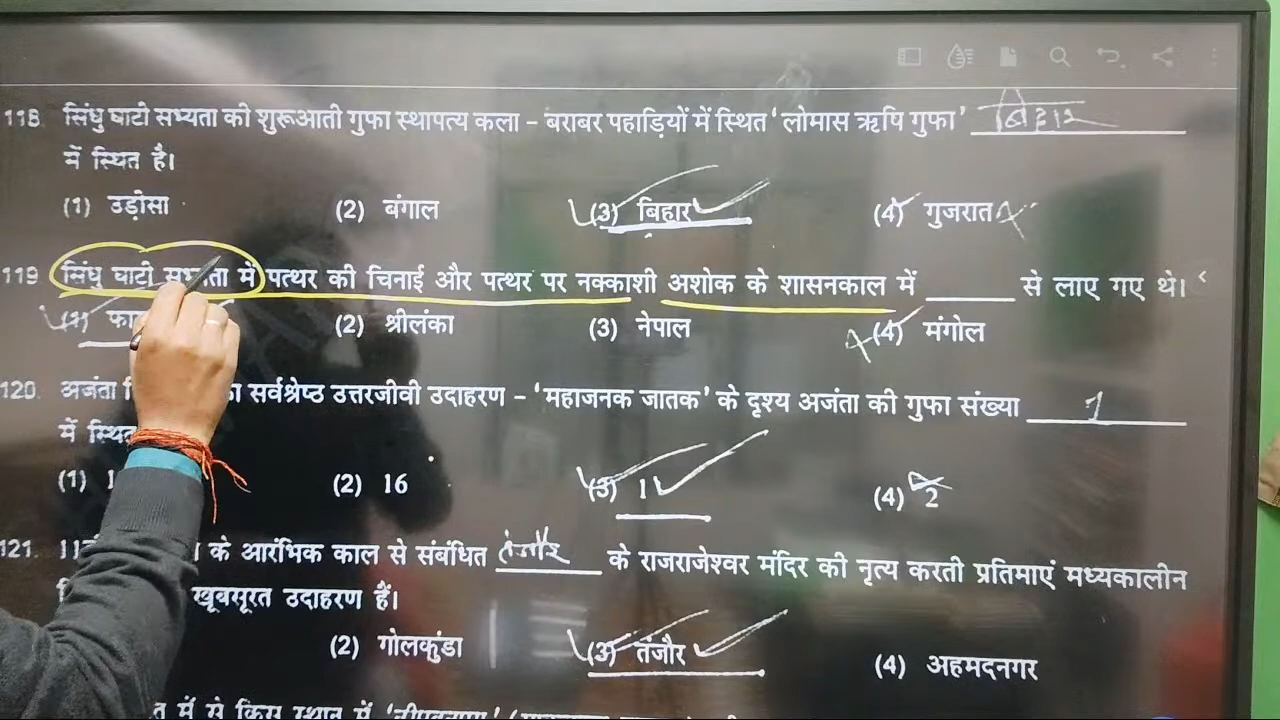 118. सिंधु घाटी सभ्यता की शुरूआती गुफा स्थापत्य कला – बराबर पहाड़ियों में स्थित 'लोमास ऋषि गुफा' बिहार
में स्थित है।
(1) उड़ीसा (2) बंगाल (3) बिहार (4) गुजरात
119 सिंधु घाटी सभ्यता में पत्थर की चिनाई और पत्थर पर नक्काशी अशोक के शासनकाल में ______ से लाए गए थे।
(1) (2) श्रीलंका (3) नेपाल (4) मंगोल
120. अजंता सर्वश्रेष्ठ उत्तरजीवी उदाहरण – 'महाजनक जातक' के दृश्य अजंता की गुफा संख्या 1
में स्थित
(1) (2) 16 (3) 1 (4) 2
121. के आरंभिक काल से संबंधित तंजौर के राजराजेश्वर मंदिर की नृत्य करती प्रतिमाएं मध्यकालीन
खूबसूरत उदाहरण हैं।
(2) गोलकुंडा (3) तंजौर (4) अहमदनगर
में से किस स्थान में